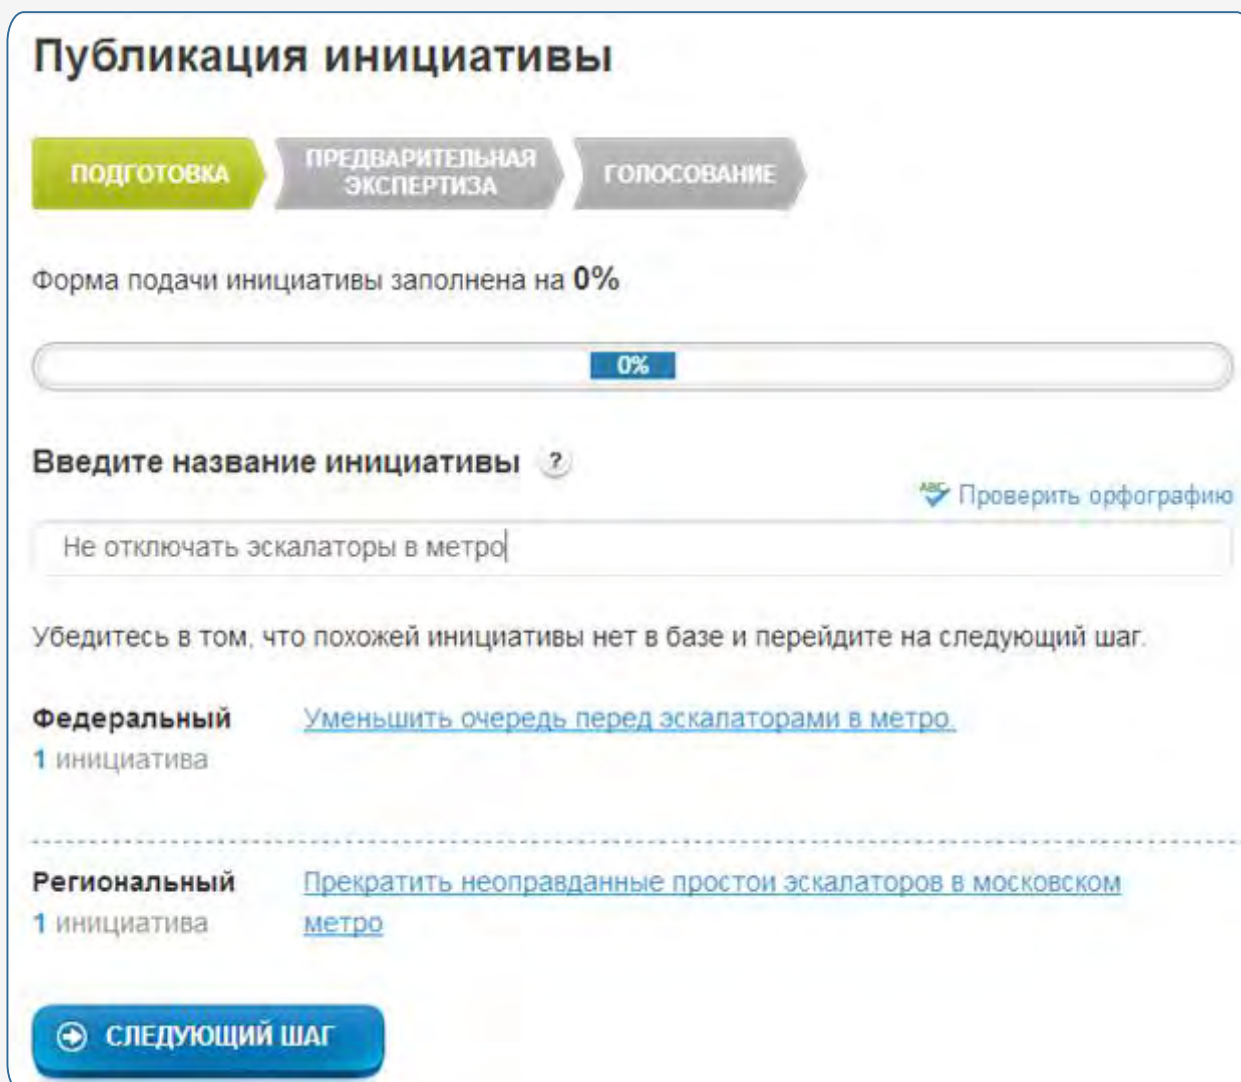 Публикация инициативы
ПОДГОТОВКА
ПРЕДВАРИТЕЛЬНАЯ
ЭКСПЕРТИЗА
ГОЛОСОВАНИЕ
Форма подачи инициативы заполнена на 0%
0%
Введите название инициативы ?
ABC Проверить орфографию
Не отключать эскалаторы в метро
Убедитесь в том, что похожей инициативы нет в базе и перейдите на следующий шаг.
Федеральный Уменьшить очередь перед эскалаторами в метро.
1 инициатива
Региональный Прекратить неоправданные простои эскалаторов в московском
1 инициатива метро
СЛЕДУЮЩИЙ ШАГ